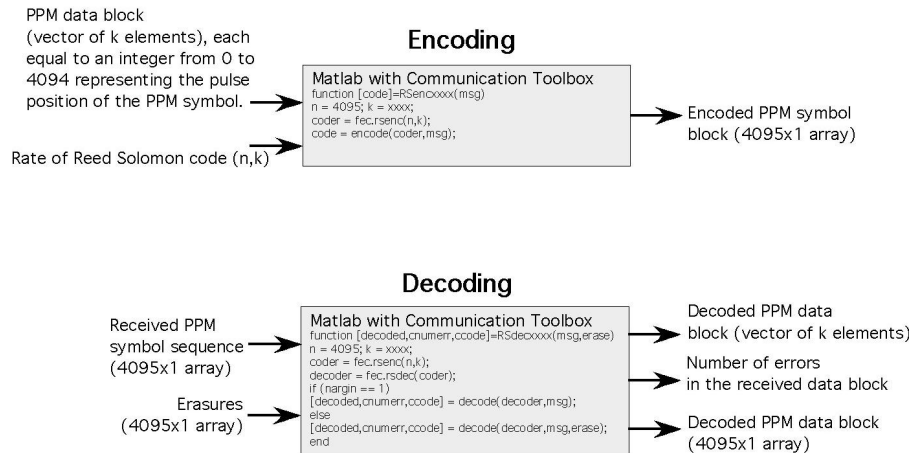 PPM data block
(vector of k elements), each
equal to an integer from 0 to
4094 representing the pulse
position of the PPM symbol.
Rate of Reed Solomon code (n,k)
Encoding
Matlab with Communication Toolbox
function [code]=RSencxxxx(msg)
n = 4095; k = xxxx;
coder = fec.rsenc(n,k);
code = encode(coder,msg);
Encoded PPM symbol
block (4095x1 array)
Decoding
Received PPM
symbol sequence
(4095x1 array)
Erasures
(4095x1 array)
Matlab with Communication Toolbox
function [decoded,cnumerr,ccode]=RSdecxxxx(msg,erase)
n = 4095; k = xxxx;
coder = fec.rsenc(n,k);
decoder = fec.rsdec(coder);
if (nargin == 1)
[decoded,cnumerr,ccode] = decode(decoder,msg);
else
[decoded,cnumerr,ccode] = decode(decoder,msg,erase);
end
Decoded PPM data
block (vector of k elements)
Number of errors
in the received data block
Decoded PPM data block
(4095x1 array)